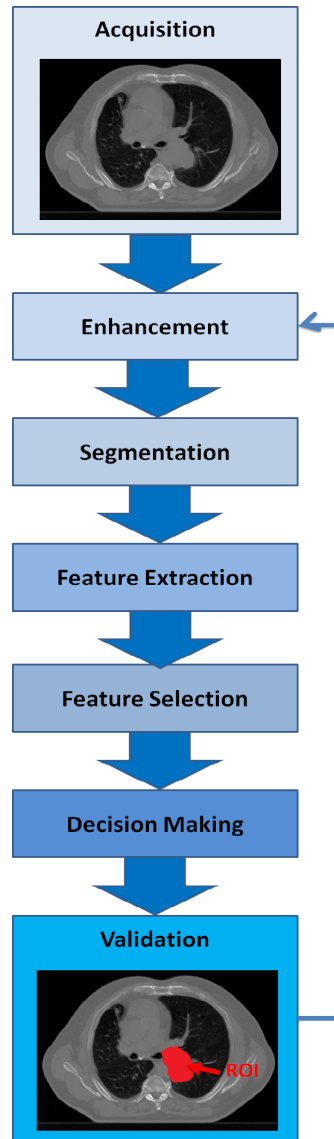 Acquisition
Enhancement
Segmentation
Feature Extraction
Feature Selection
Decision Making
Validation
ROI